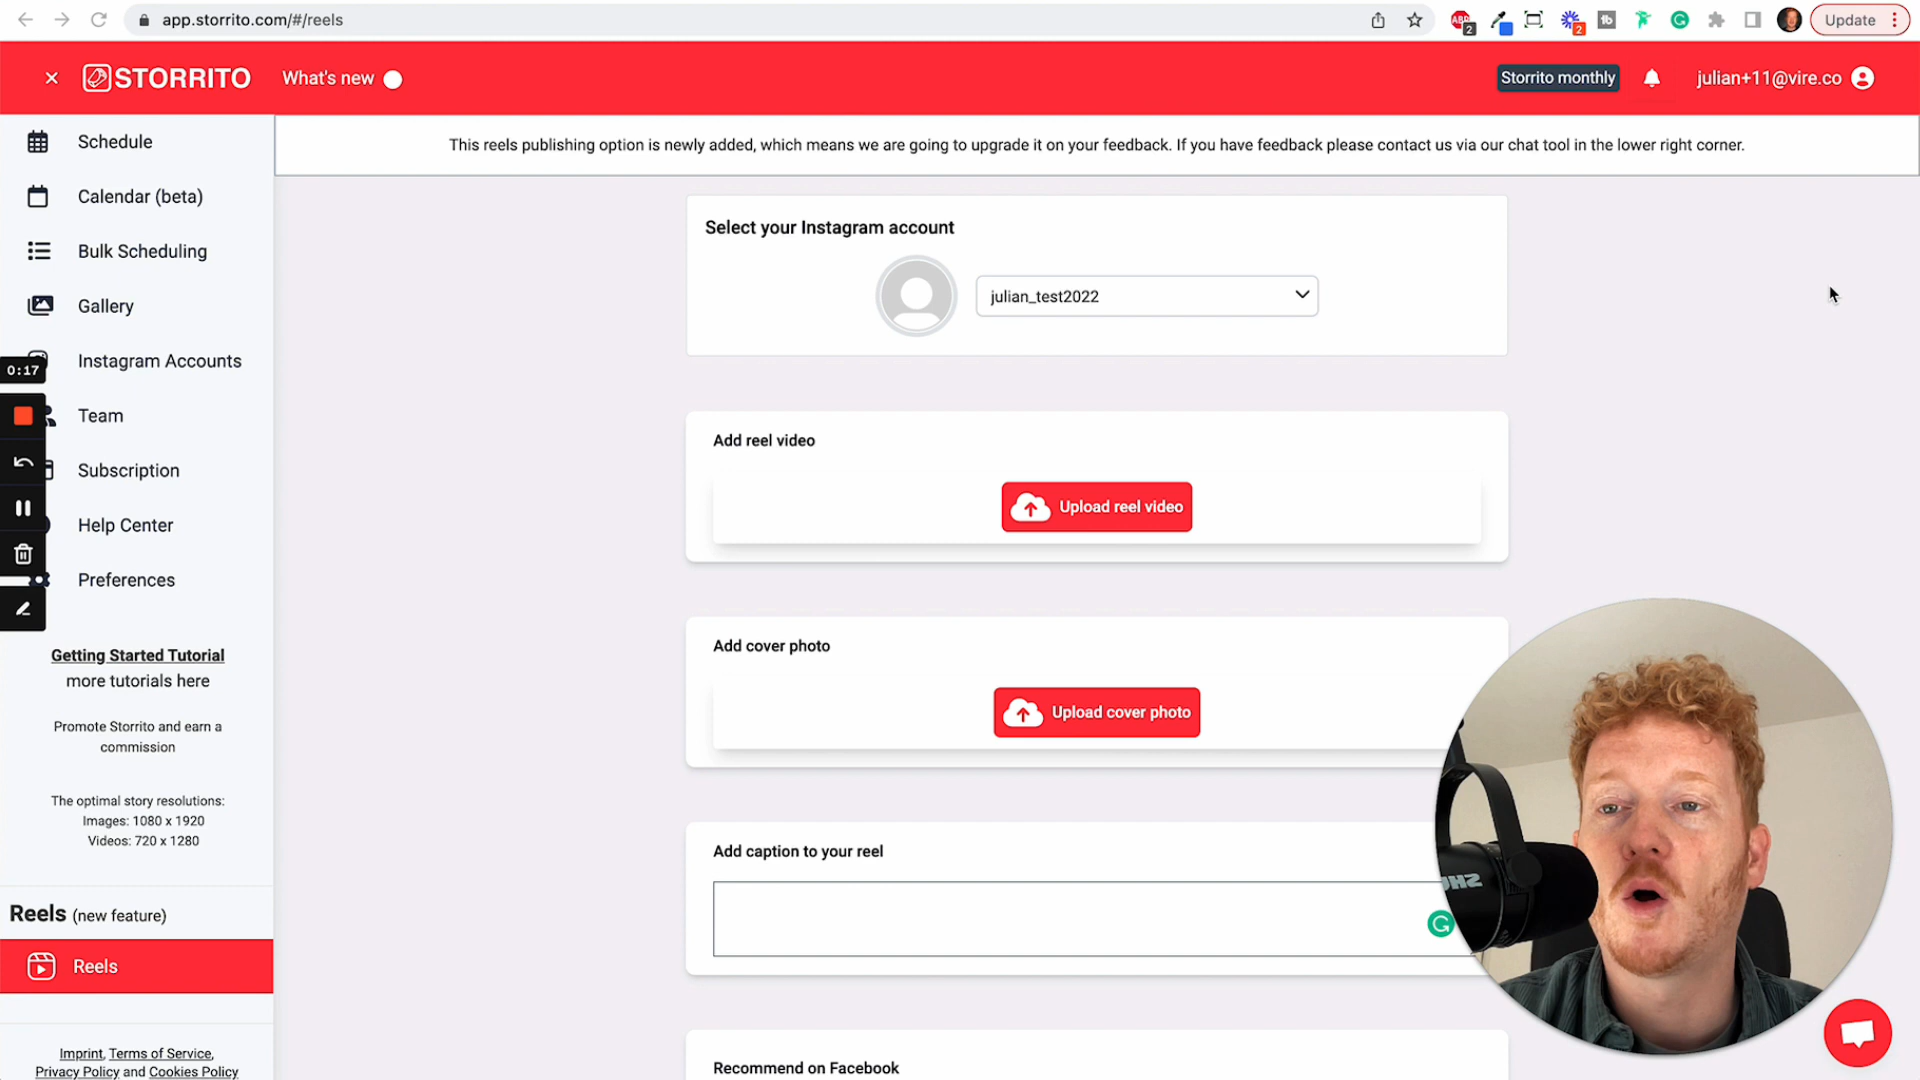 app.storrito.com/#/reels
Update
STORRITO
What's new
Storrito monthly
julian+11@vire.co
This reels publishing option is newly added, which means we are going to upgrade it on your feedback. If you have feedback please contact us via our chat tool in the lower right corner.
Schedule
Calendar (beta)
Bulk Scheduling
Gallery
Instagram Accounts
0:17
Team
Subscription
Help Center
Preferences
Getting Started Tutorial
more tutorials here
Promote Storrito and earn a
commission
The optimal story resolutions:
Images: 1080 x 1920
Videos: 720 x 1280
Reels (new feature)
Reels
Imprint, Terms of Service,
Privacy Policy and Cookies Policy
Select your Instagram account
julian_test2022
Add reel video
Upload reel video
Add cover photo
Upload cover photo
Add caption to your reel
Recommend on Facebook
ABP
2
2
tb
G
G